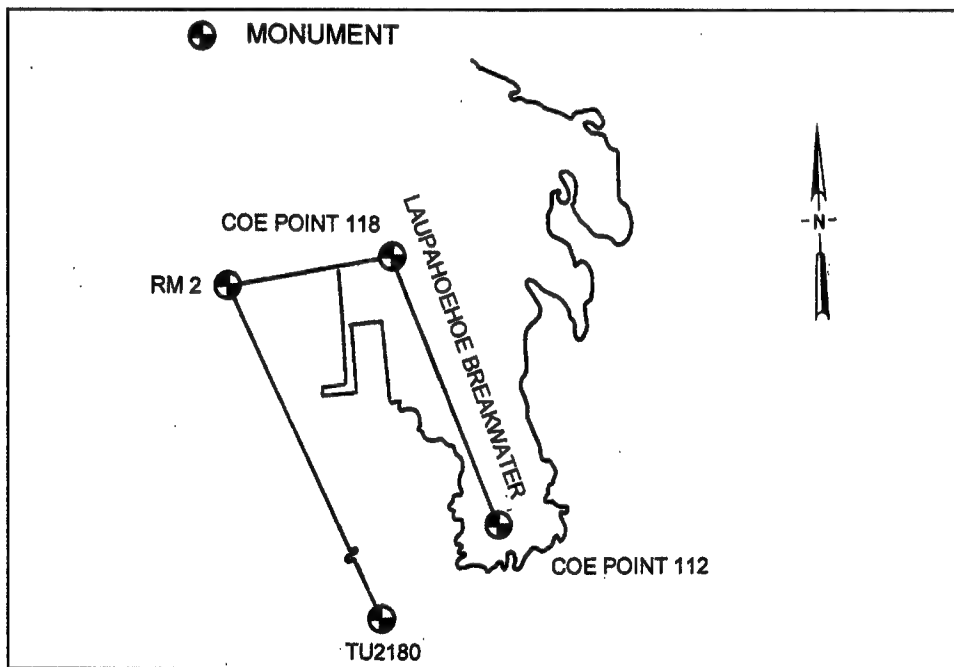 MONUMENT
N
COE POINT 118
LAUPAHOEHOE BREAKWATER
RM 2
COE POINT 112
TU2180